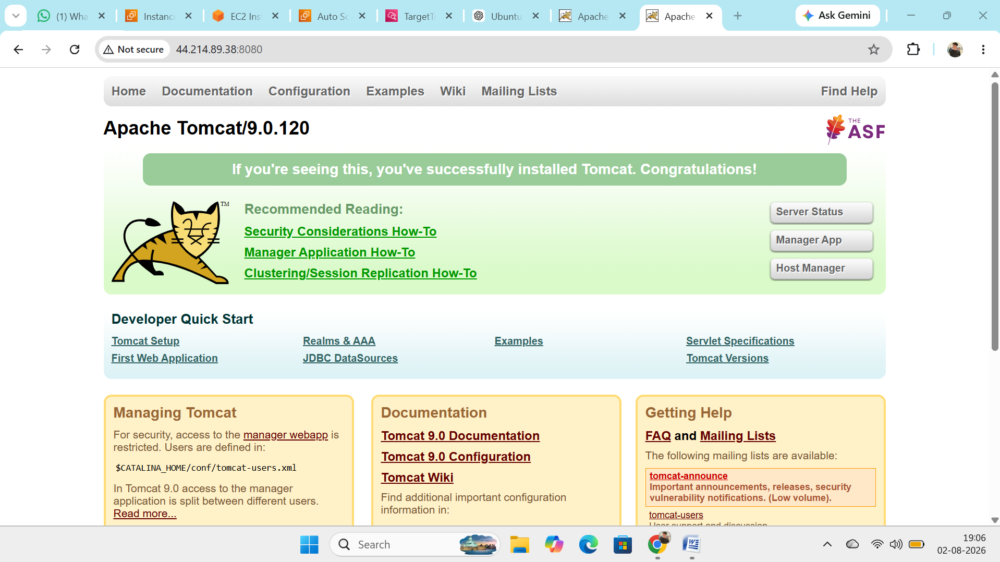 (1) Wha
Instanc
EC2 Ins
Auto Sc
TargetTr
Ubuntu
Apache
Apache
Ask Gemini
Not secure
44.214.89.38:8080
Home Documentation Configuration Examples Wiki Mailing Lists Find Help
Apache Tomcat/9.0.120
THE
ASF
If you're seeing this, you've successfully installed Tomcat. Congratulations!
TM
Recommended Reading:
Security Considerations How-To
Manager Application How-To
Clustering/Session Replication How-To
Server Status
Manager App
Host Manager
Developer Quick Start
Tomcat Setup
First Web Application
Realms & AAA
JDBC DataSources
Examples
Servlet Specifications
Tomcat Versions
Managing Tomcat
For security, access to the manager webapp is
restricted. Users are defined in:
$CATALINA_HOME/conf/tomcat-users.xml
In Tomcat 9.0 access to the manager
application is split between different users.
Read more...
Documentation
Tomcat 9.0 Documentation
Tomcat 9.0 Configuration
Tomcat Wiki
Find additional important configuration
information in:
Getting Help
FAQ and Mailing Lists
The following mailing lists are available:
tomcat-announce
Important announcements, releases, security
vulnerability notifications. (Low volume).
tomcat-users
User support and discussion
Search
19:06
02-08-2026